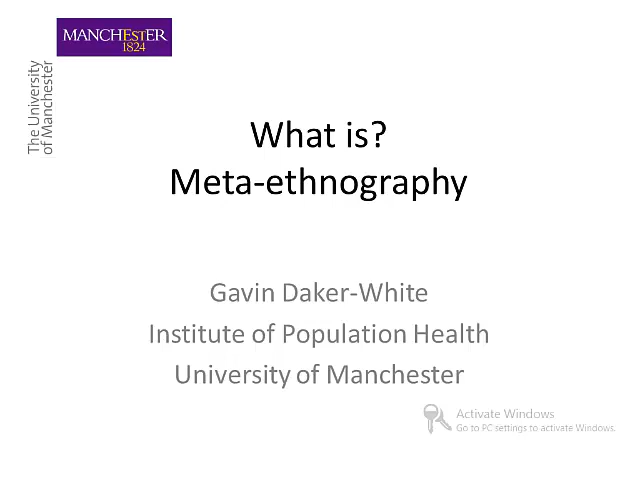 MANCHESTER
1824
The University
of Manchester
What is?
Meta-ethnography
Gavin Daker-White
Institute of Population Health
University of Manchester
Activate Windows
Go to PC settings to activate Windows.